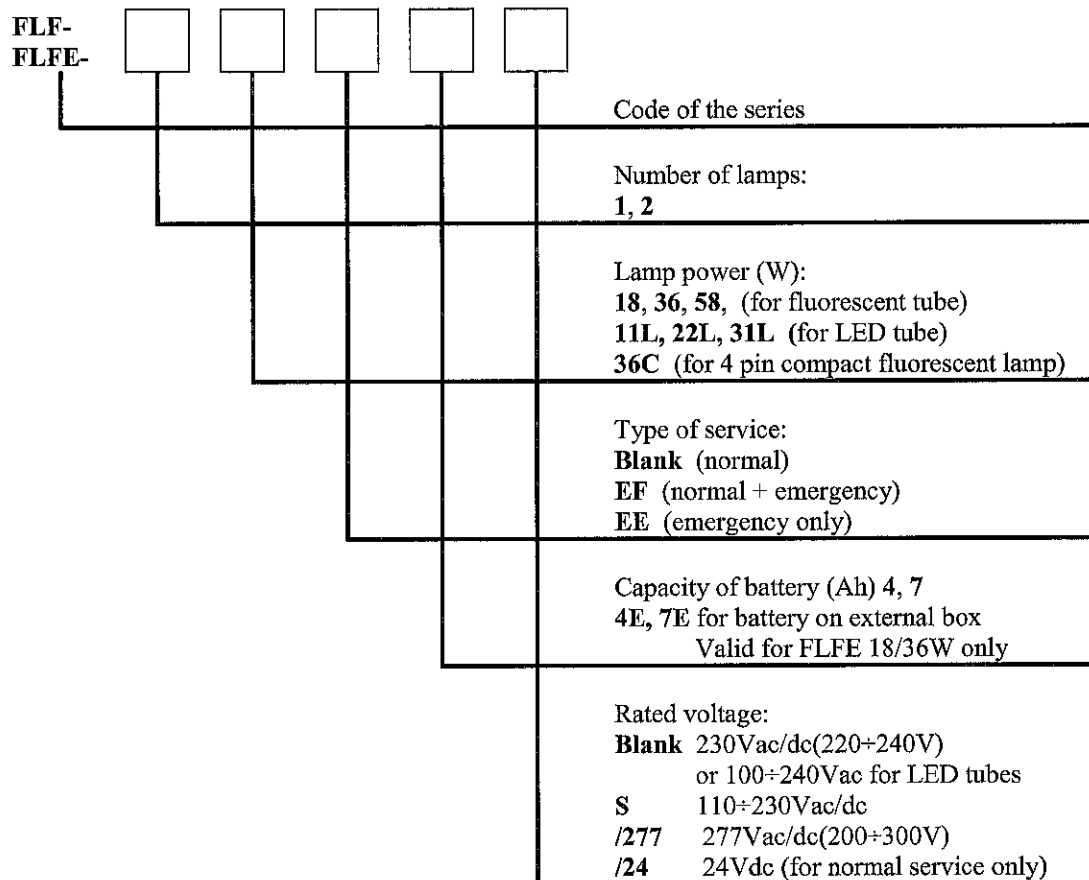 FLF-
FLFE-
Code of the series
Number of lamps:
1, 2
Lamp power (W):
18, 36, 58, (for fluorescent tube)
11L, 22L, 31L (for LED tube)
36C (for 4 pin compact fluorescent lamp)
Type of service:
Blank (normal)
EF (normal + emergency)
EE (emergency only)
Capacity of battery (Ah) 4, 7
4E, 7E for battery on external box
Valid for FLFE 18/36W only
Rated voltage:
Blank 230Vac/dc(220÷240V)
or 100÷240Vac for LED tubes
S 110÷230Vac/dc
/277 277Vac/dc(200÷300V)
/24 24Vdc (for normal service only)